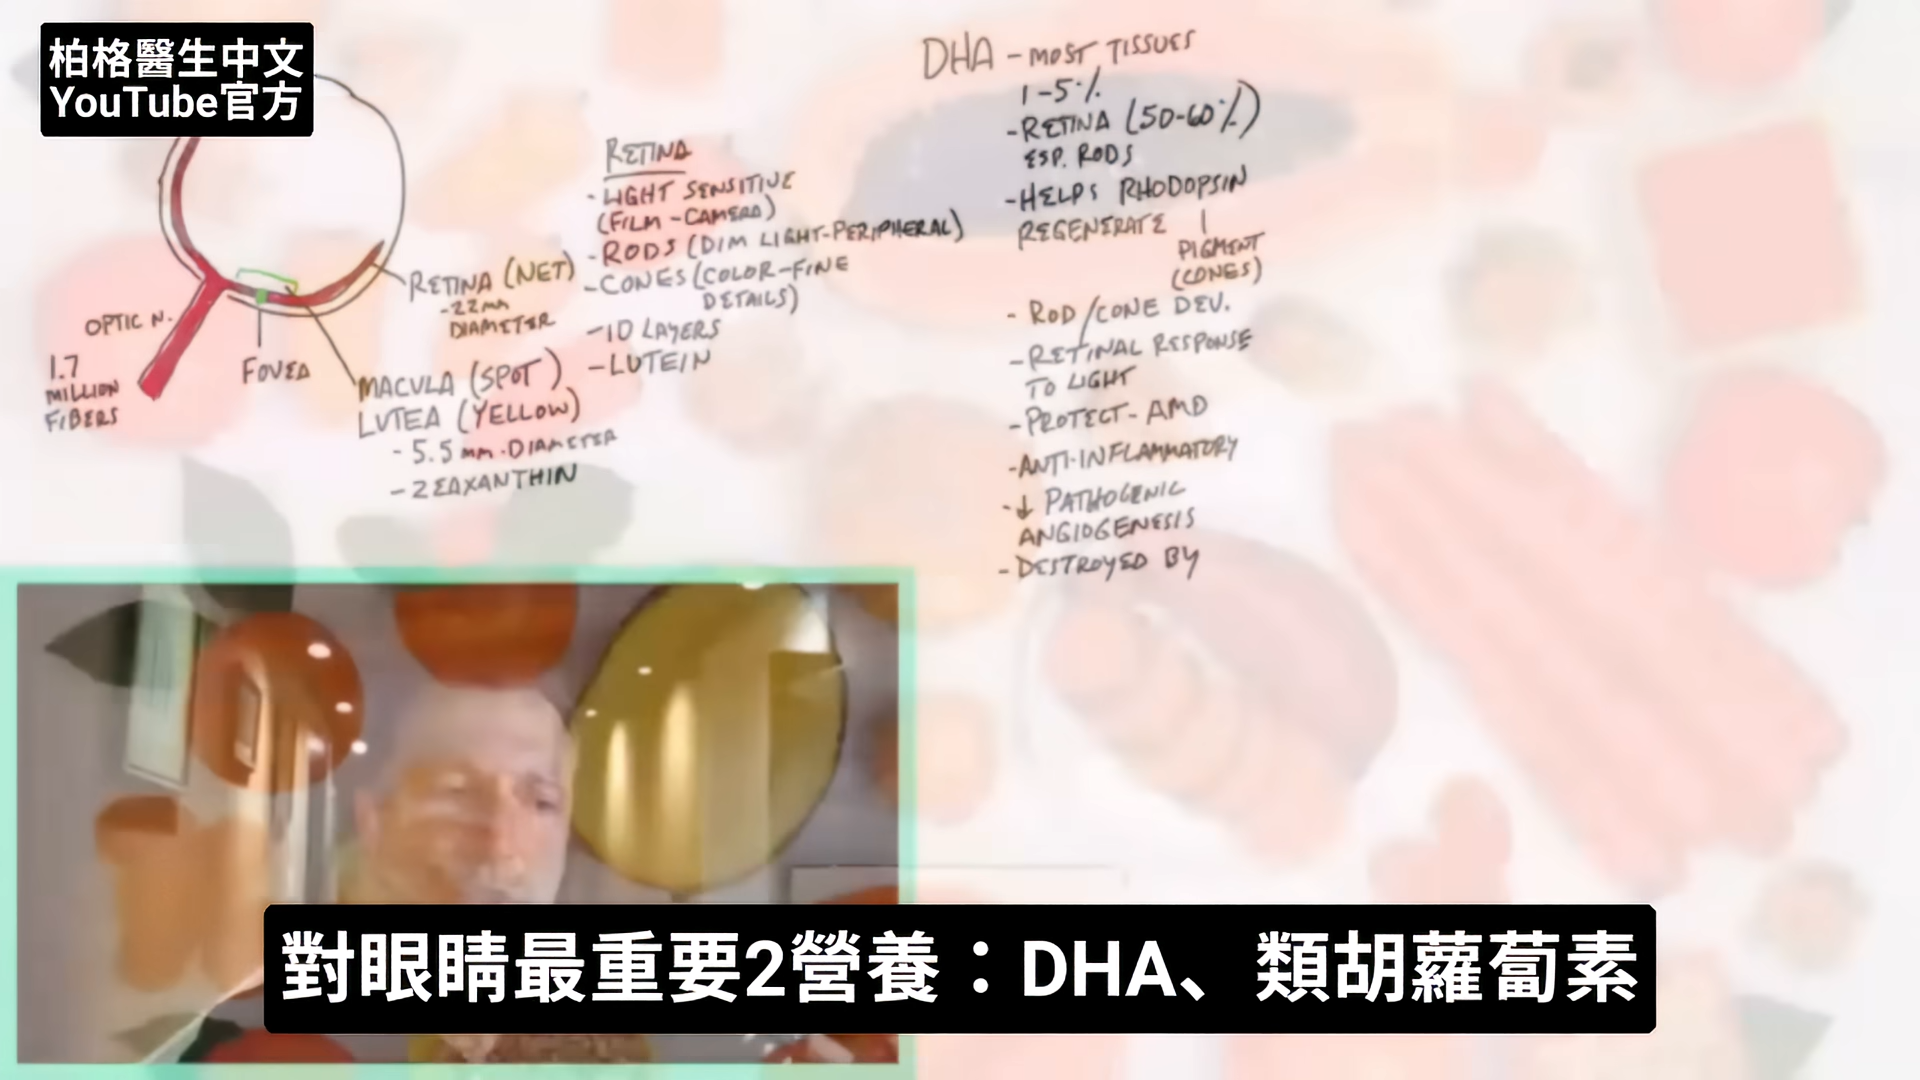 柏格醫生中文
YouTube官方
OPTIC N.
1.7
MILLION
FIBERS
FOVEA
RETINA (NET)
-22mm
DIAMETER
MACULA (SPOT)
LUTEA (YELLOW)
- 5.5 mm. DIAMETER
- ZEAXANTHIN
RETINA
- LIGHT SENSITIVE
(FILM - CAMERA)
- RODS (DIM LIGHT-PERIPHERAL)
- CONES (COLOR-FINE
DETAILS)
- 10 LAYERS
- LUTEIN
DHA - MOST TISSUES
1-5%
- RETINA (50-60%)
ESP. RODS
- HELPS RHODOPSIN
REGENERATE
PIGMENT
(CONES)
- ROD/CONE DEV.
- RETINAL RESPONSE
TO LIGHT
- PROTECT - AMD
- ANTI-INFLAMMATORY
- ↓ PATHOGENIC
ANGIOGENESIS
- DESTROYED BY
對眼睛最重要2營養：DHA、類胡蘿蔔素